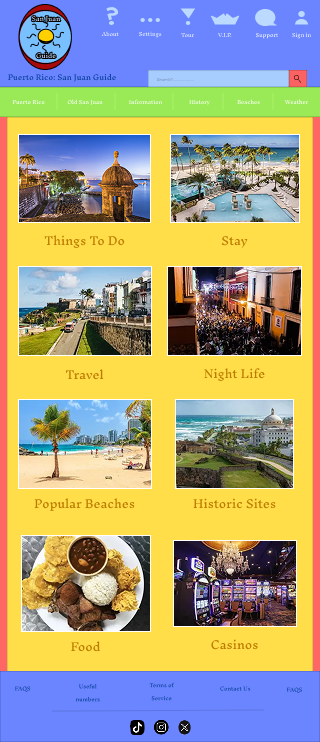 San Juan
Guide
About
Settings
Tour
V.I.P.
Support
Sign in
Puerto Rico: San Juan Guide
Puerto Rico
Old San Juan
Information
History
Beaches
Weather
Things To Do
Stay
Travel
Night Life
Popular Beaches
Historic Sites
Food
Casinos
FAQS
Useful
numbers
Terms of
Service
Contact Us
FAQS